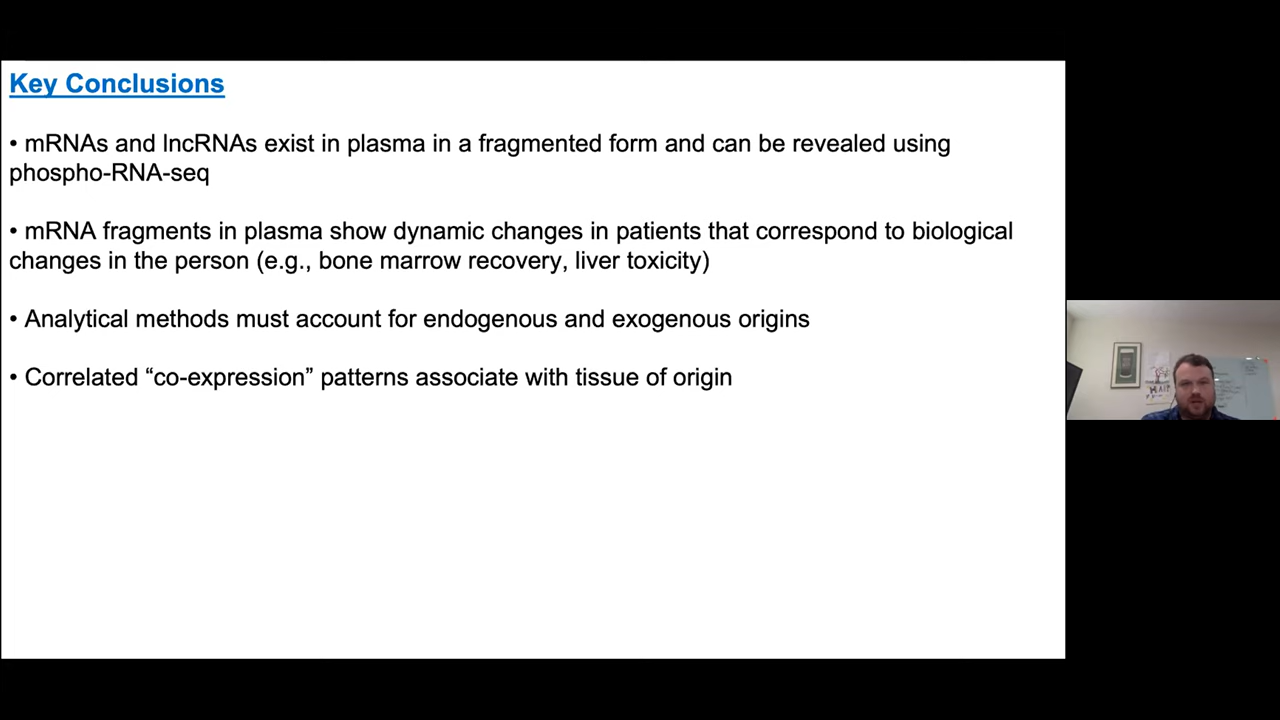 Key Conclusions
• mRNAs and lncRNAs exist in plasma in a fragmented form and can be revealed using
phospho-RNA-seq
• mRNA fragments in plasma show dynamic changes in patients that correspond to biological
changes in the person (e.g., bone marrow recovery, liver toxicity)
• Analytical methods must account for endogenous and exogenous origins
• Correlated “co-expression” patterns associate with tissue of origin